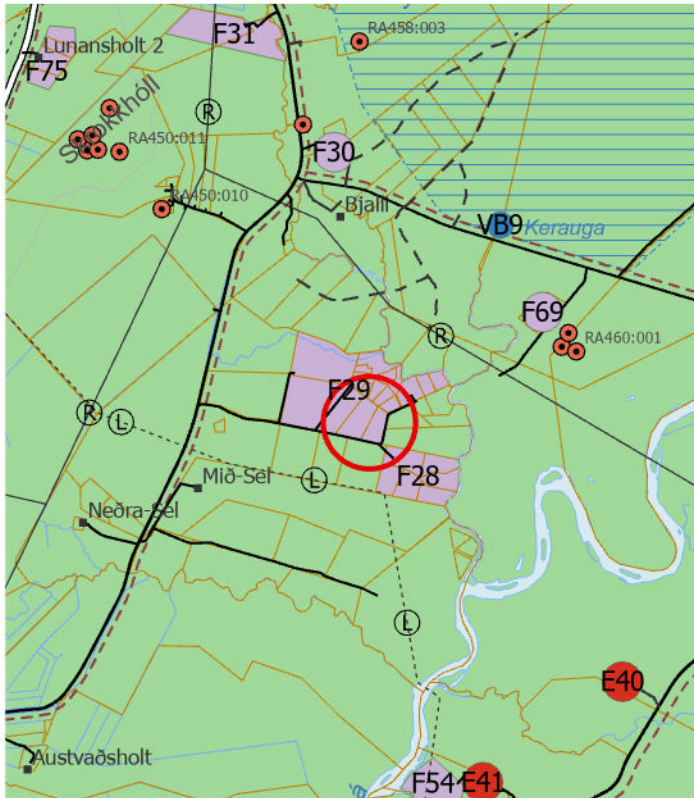 F31
RA458:003
Lunansholt 2
F75
Strokkhóll
R
RA450:011
F30
RA450:010
Bjalli
VB9
Kerauga
F69
R
RA460:001
F29
R
L
F28
Mið-Sel
L
Neðra-Sel
L
E40
Austvaðsholt
F54
E41
á